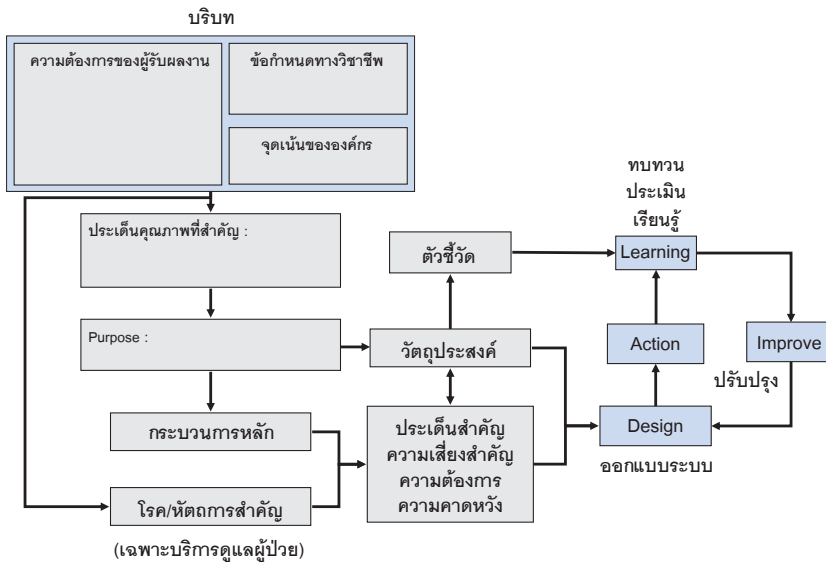 บริบท
ความต้องการของผู้รับผลงาน
ข้อกำหนดทางวิชาชีพ
จุดเน้นขององค์กร
ประเด็นคุณภาพที่สำคัญ :
Purpose :
กระบวนการหลัก
โรค/หัตถการสำคัญ
(เฉพาะบริการดูแลผู้ป่วย)
ตัวชี้วัด
วัตถุประสงค์
ประเด็นสำคัญ
ความเสี่ยงสำคัญ
ความต้องการ
ความคาดหวัง
ทบทวน
ประเมิน
เรียนรู้
Learning
Action
Improve
ปรับปรุง
Design
ออกแบบระบบ